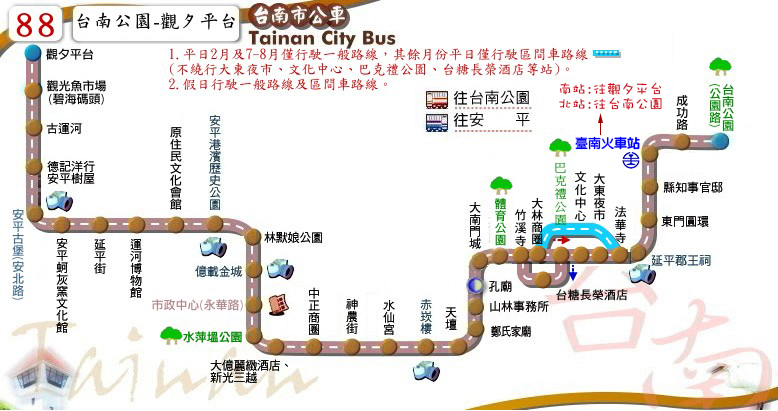 88
台南公園-觀夕平台
台南市公車
Tainan City Bus
1. 平日2月及7-8月僅行駛一般路線，其餘月份平日僅行駛區間車路線
(不繞行大東夜市、文化中心、巴克禮公園、台糖長榮酒店等站)。
2. 假日行駛一般路線及區間車路線。
往台南公園
往安平
南站:往觀夕平台
北站:往台南公園
臺南火車站
觀夕平台
觀光魚市場
(碧海碼頭)
古運河
德記洋行
安平樹屋
安平古堡(安北路)
安平蚵灰窯文化館
延平街
運河博物館
原住民文化會館
安平港濱歷史公園
林默娘公園
億載金城
市政中心(永華路)
水萍塭公園
大億麗緻酒店、
新光三越
中正商圈
神農街
水仙宮
赤崁樓
天壇
鄭氏家廟
山林事務所
孔廟
大南門城
體育公園
竹溪寺
大林商圈
巴克禮公園
文化中心
大東夜市
法華寺
台糖長榮酒店
延平郡王祠
東門圓環
縣知事官邸
成功路
台南公園
(公園路)
Tainan
台南